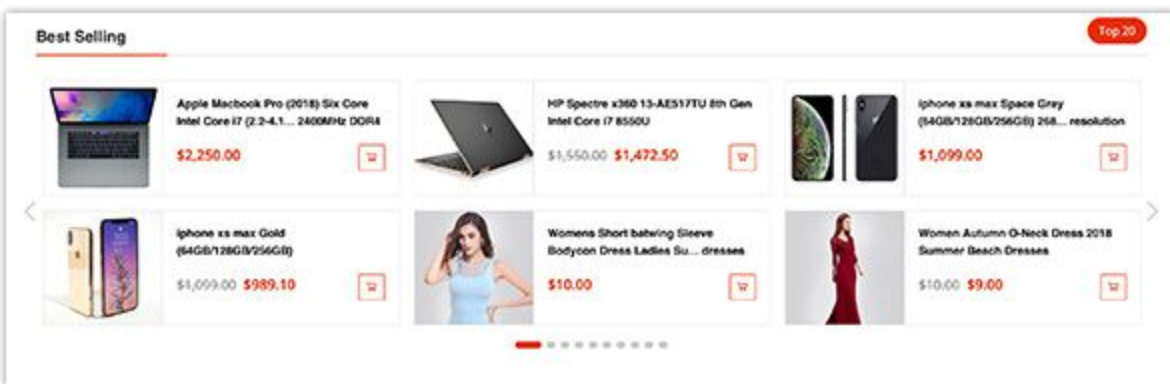 Best Selling
Top 20
Apple Macbook Pro (2018) Six Core
Intel Core i7 (2.2-4.1... 2400MHz DDR4
$2,250.00
HP Spectre x360 13-AE517TU 8th Gen
Intel Core i7 8550U
$1,550.00 $1,472.50
iphone xs max Space Grey
(64GB/128GB/256GB) 268... resolution
$1,099.00
iphone xs max Gold
(64GB/128GB/256GB)
$1,099.00 $989.10
Womens Short batwing Sleeve
Bodycon Dress Ladies Su... dresses
$10.00
Women Autumn O-Neck Dress 2018
Summer Beach Dresses
$10.00 $9.00